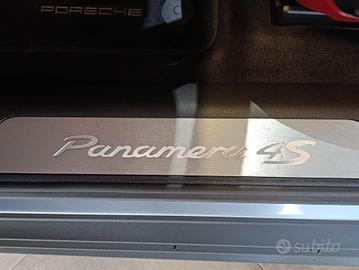 PORSCHE
Panamera 4S
subito